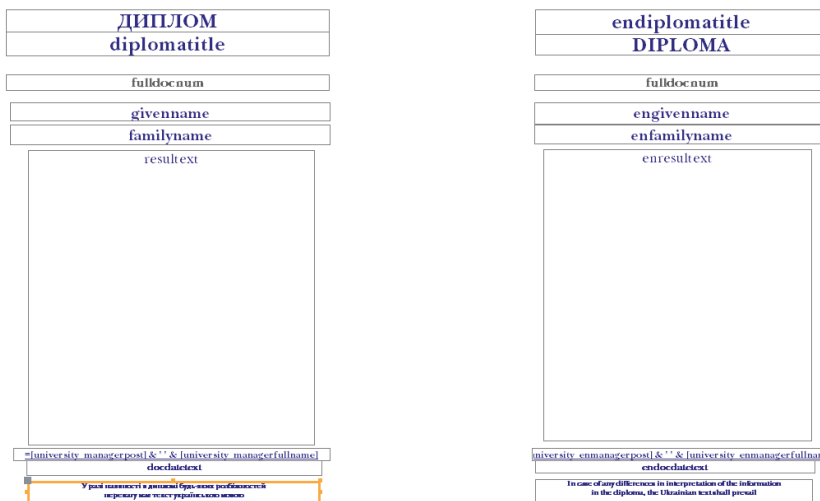 ДИПЛОМ
diplomatitle
fulldocnum
givenname
familyname
resultext
=[university_managerpost] & ' ' & [university_managerfullname]
docdatetext
У разі наявності в дипломі будь-яких розбіжностей
перевагу має текст українською мовою
endiplomatitle
DIPLOMA
fulldocnum
engivenname
enfamilyname
enresultext
university_enmanagerpost] & ' ' & [university_enmanagerfullnar
endocdatetext
In case of any differences in interpretation of the information
in the diploma, the Ukrainian text shall prevail